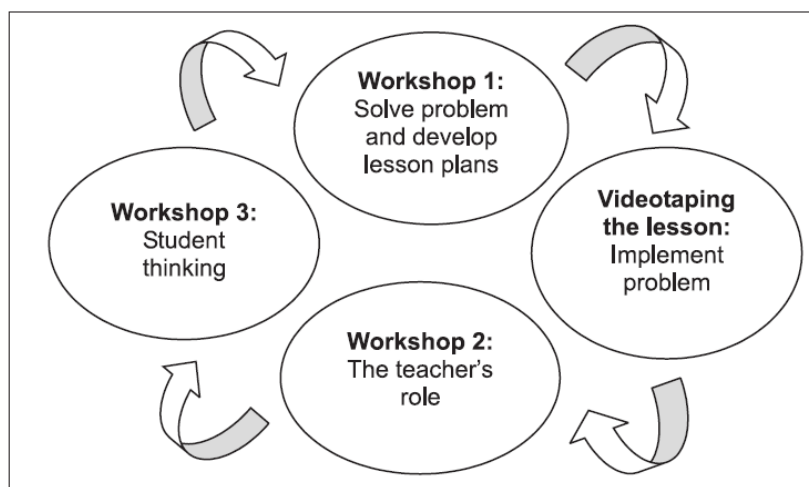 Workshop 1:
Solve problem
and develop
lesson plans
Videotaping
the lesson:
Implement
problem
Workshop 2:
The teacher's
role
Workshop 3:
Student
thinking